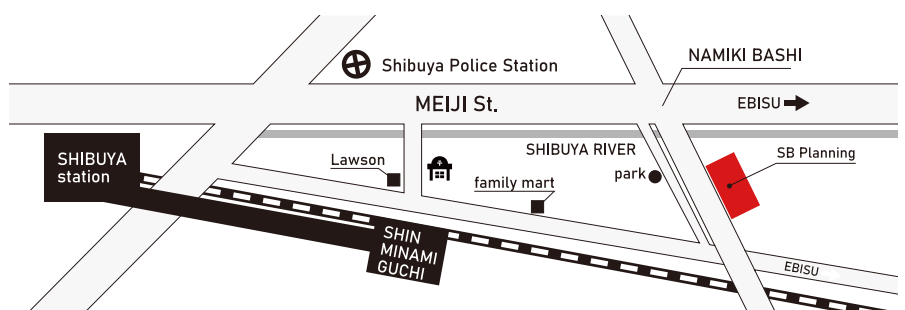 NAMIKI BASHI
Shibuya Police Station
MEIJI St.
EBISU
SHIBUYA
station
Lawson
SHIBUYA RIVER
SB Planning
family mart
park
SHIN
MINAMI
GUCHI
EBISU